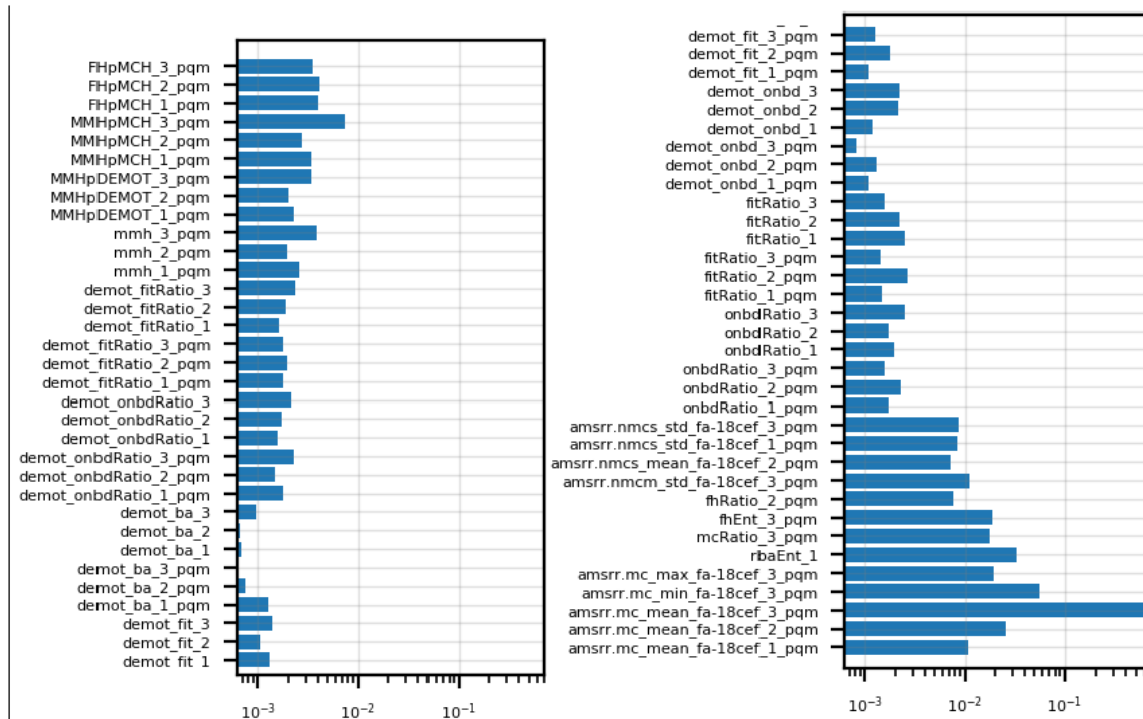 FlHpMCH_3_pqm
FlHpMCH_2_pqm
FlHpMCH_1_pqm
MMHpMCH_3_pqm
MMHpMCH_2_pqm
MMHpMCH_1_pqm
MMHpDEMOT_3_pqm
MMHpDEMOT_2_pqm
MMHpDEMOT_1_pqm
mmh_3_pqm
mmh_2_pqm
mmh_1_pqm
demot_fitRatio_3
demot_fitRatio_2
demot_fitRatio_1
demot_fitRatio_3_pqm
demot_fitRatio_2_pqm
demot_fitRatio_1_pqm
demot_onbdRatio_3
demot_onbdRatio_2
demot_onbdRatio_1
demot_onbdRatio_3_pqm
demot_onbdRatio_2_pqm
demot_onbdRatio_1_pqm
demot_ba_3
demot_ba_2
demot_ba_1
demot_ba_3_pqm
demot_ba_2_pqm
demot_ba_1_pqm
demot_fit_3
demot_fit_2
demot_fit_1
10⁻³ 10⁻² 10⁻¹
demot_fit_3_pqm
demot_fit_2_pqm
demot_fit_1_pqm
demot_onbd_3
demot_onbd_2
demot_onbd_1
demot_onbd_3_pqm
demot_onbd_2_pqm
demot_onbd_1_pqm
fitRatio_3
fitRatio_2
fitRatio_1
fitRatio_3_pqm
fitRatio_2_pqm
fitRatio_1_pqm
onbdRatio_3
onbdRatio_2
onbdRatio_1
onbdRatio_3_pqm
onbdRatio_2_pqm
onbdRatio_1_pqm
amsrr.nmcs_std_fa-18cef_3_pqm
amsrr.nmcs_std_fa-18cef_1_pqm
amsrr.nmcs_mean_fa-18cef_2_pqm
amsrr.nmcm_std_fa-18cef_3_pqm
fhRatio_2_pqm
fhEnt_3_pqm
mcRatio_3_pqm
rbaEnt_1
amsrr.mc_max_fa-18cef_3_pqm
amsrr.mc_min_fa-18cef_3_pqm
amsrr.mc_mean_fa-18cef_3_pqm
amsrr.mc_mean_fa-18cef_2_pqm
amsrr.mc_mean_fa-18cef_1_pqm
10⁻³ 10⁻² 10⁻¹